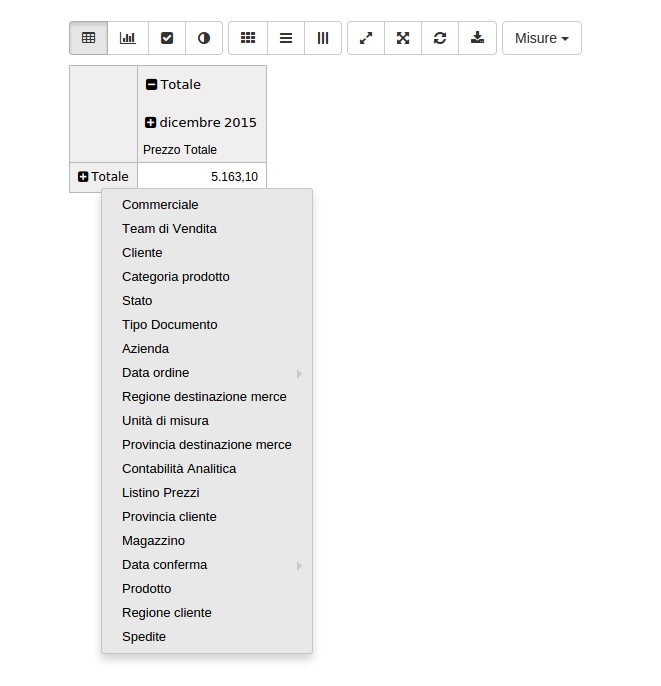 Misure
Totale
dicembre 2015
Prezzo Totale
Totale 5.163,10
Commerciale
Team di Vendita
Cliente
Categoria prodotto
Stato
Tipo Documento
Azienda
Data ordine
Regione destinazione merce
Unità di misura
Provincia destinazione merce
Contabilità Analitica
Listino Prezzi
Provincia cliente
Magazzino
Data conferma
Prodotto
Regione cliente
Spedite